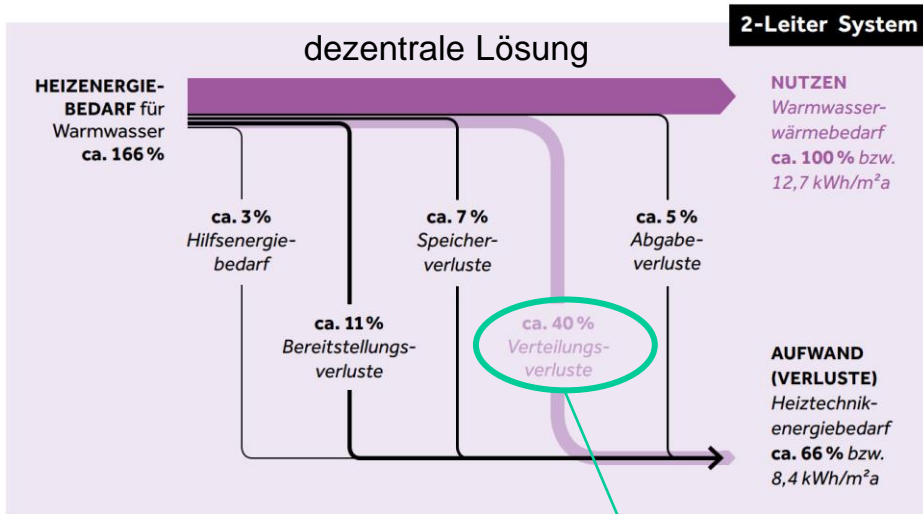 2-Leiter System
dezentrale Lösung
HEIZENERGIE-
BEDARF für
Warmwasser
ca. 166 %
NUTZEN
Warmwasser-
wärmebedarf
ca. 100 % bzw.
12,7 kWh/m²a
ca. 3 %
Hilfsenergie-
bedarf
ca. 7 %
Speicher-
verluste
ca. 5 %
Abgabe-
verluste
ca. 11 %
Bereitstellungs-
verluste
ca. 40 %
Verteilungs-
verluste
AUFWAND
(VERLUSTE)
Heiztechnik-
energiebedarf
ca. 66 % bzw.
8,4 kWh/m²a